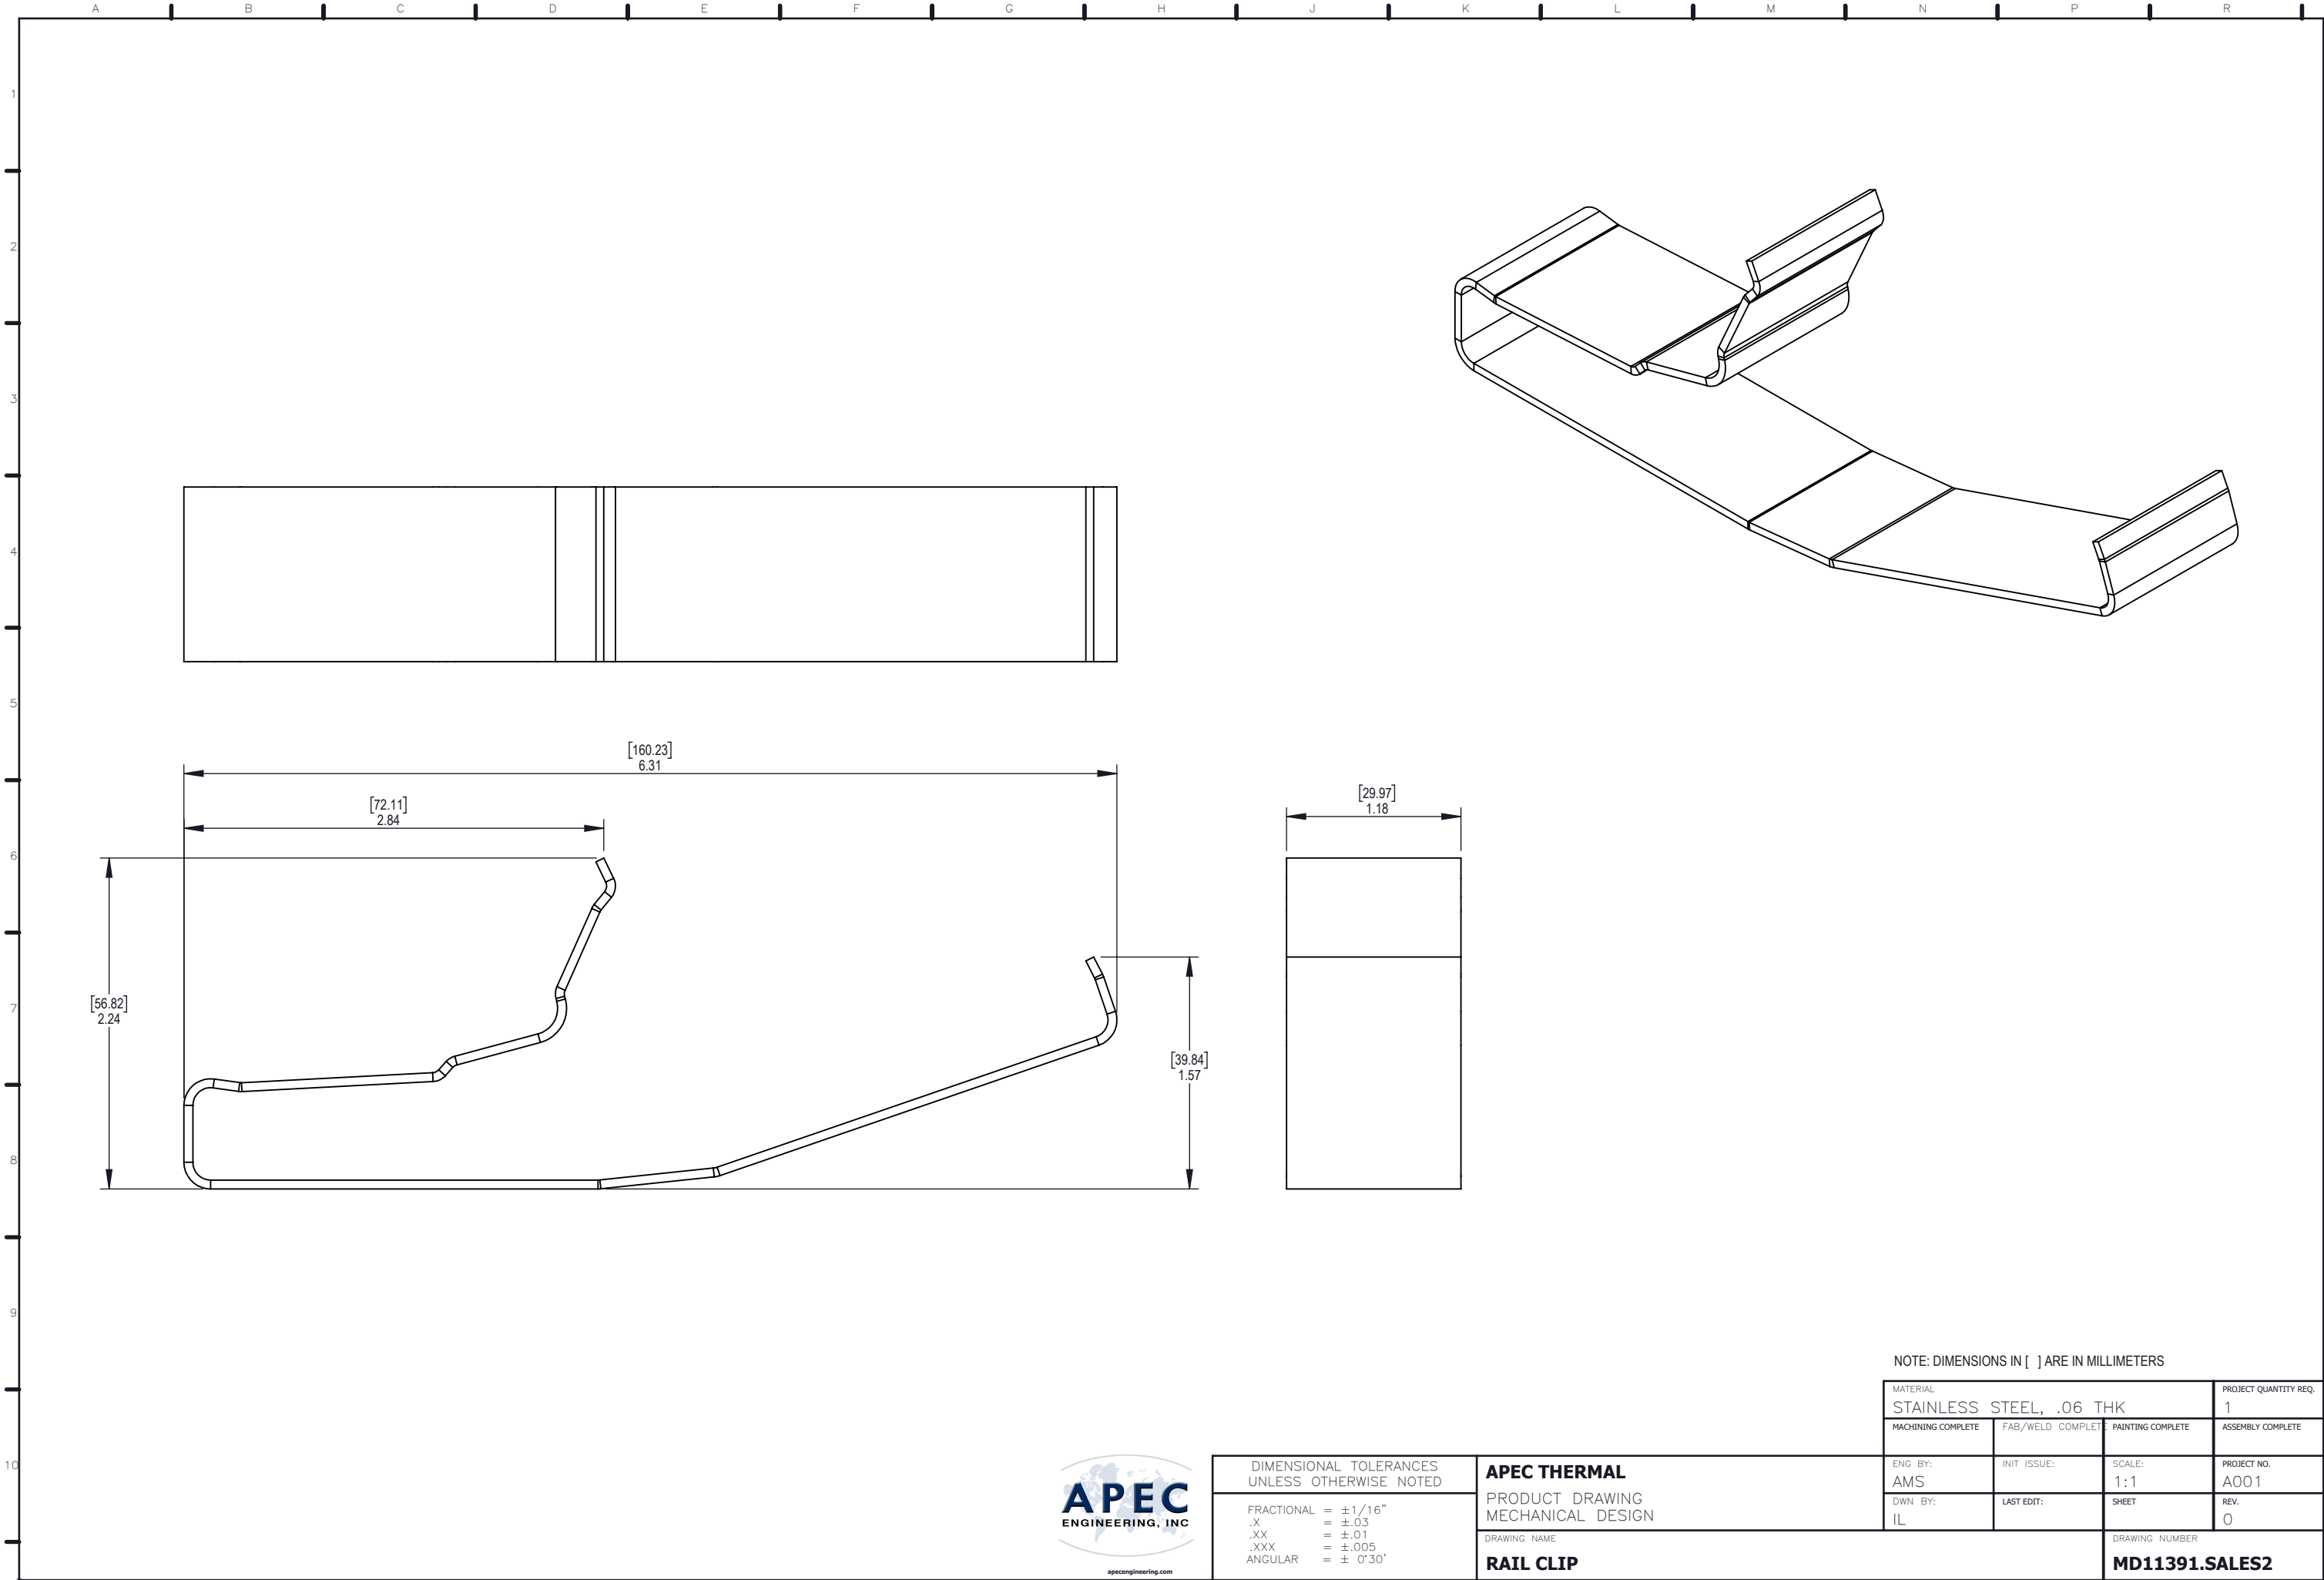 A B C D E F G H J K L M N P R
1
2
3
4
5
6
7
8
9
10
[160.23]
6.31
[72.11]
2.84
[29.97]
1.18
[56.82]
2.24
[39.84]
1.57
NOTE: DIMENSIONS IN [ ] ARE IN MILLIMETERS
MATERIAL
STAINLESS STEEL, .06 THK
PROJECT QUANTITY REQ.
1
MACHINING COMPLETE
FAB/WELD COMPLETE
PAINTING COMPLETE
ASSEMBLY COMPLETE
APEC
ENGINEERING, INC
apecengineering.com
DIMENSIONAL TOLERANCES
UNLESS OTHERWISE NOTED
FRACTIONAL = ±1/16"
.X = ±.03
.XX = ±.01
.XXX = ±.005
ANGULAR = ± 0°30'
APEC THERMAL
PRODUCT DRAWING
MECHANICAL DESIGN
ENG BY:
AMS
INIT ISSUE:
SCALE:
1:1
PROJECT NO.
A001
DWN BY:
IL
LAST EDIT:
SHEET
REV.
0
DRAWING NAME
RAIL CLIP
DRAWING NUMBER
MD11391.SALES2